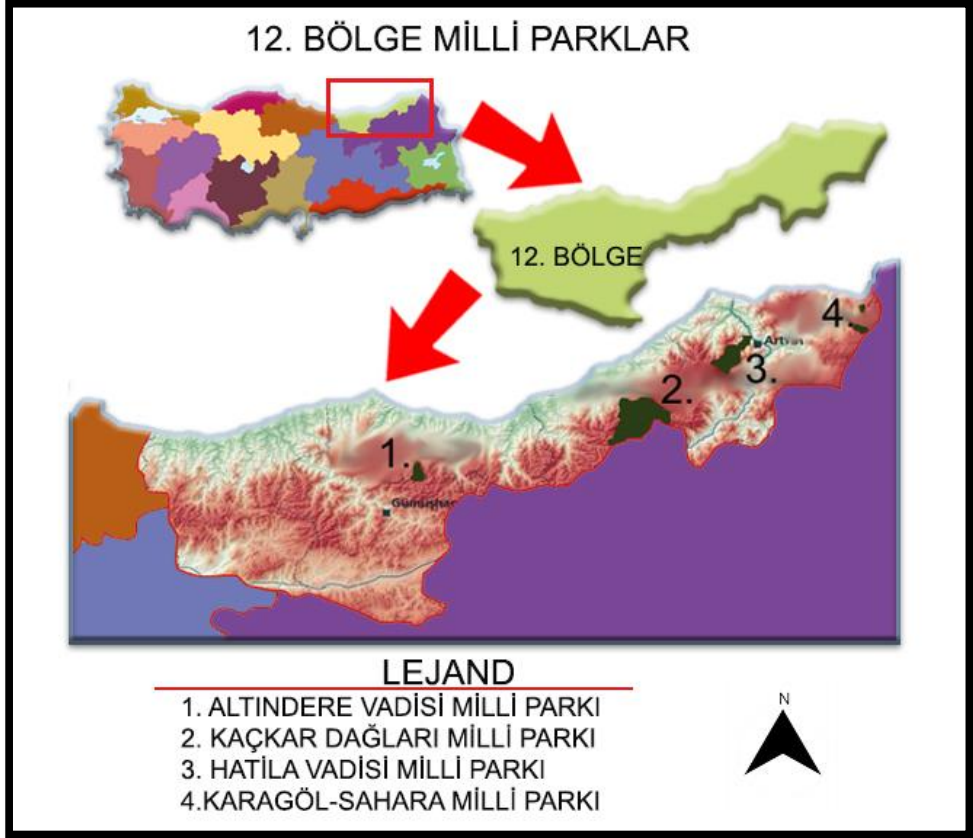 12. BÖLGE MİLLİ PARKLAR
12. BÖLGE
4.
3.
2.
1.
LEJAND
1. ALTINDERE VADİSİ MİLLİ PARKI
2. KAÇKAR DAĞLARI MİLLİ PARKI
3. HATİLA VADİSİ MİLLİ PARKI
4.KARAGÖL-SAHARA MİLLİ PARKI
N